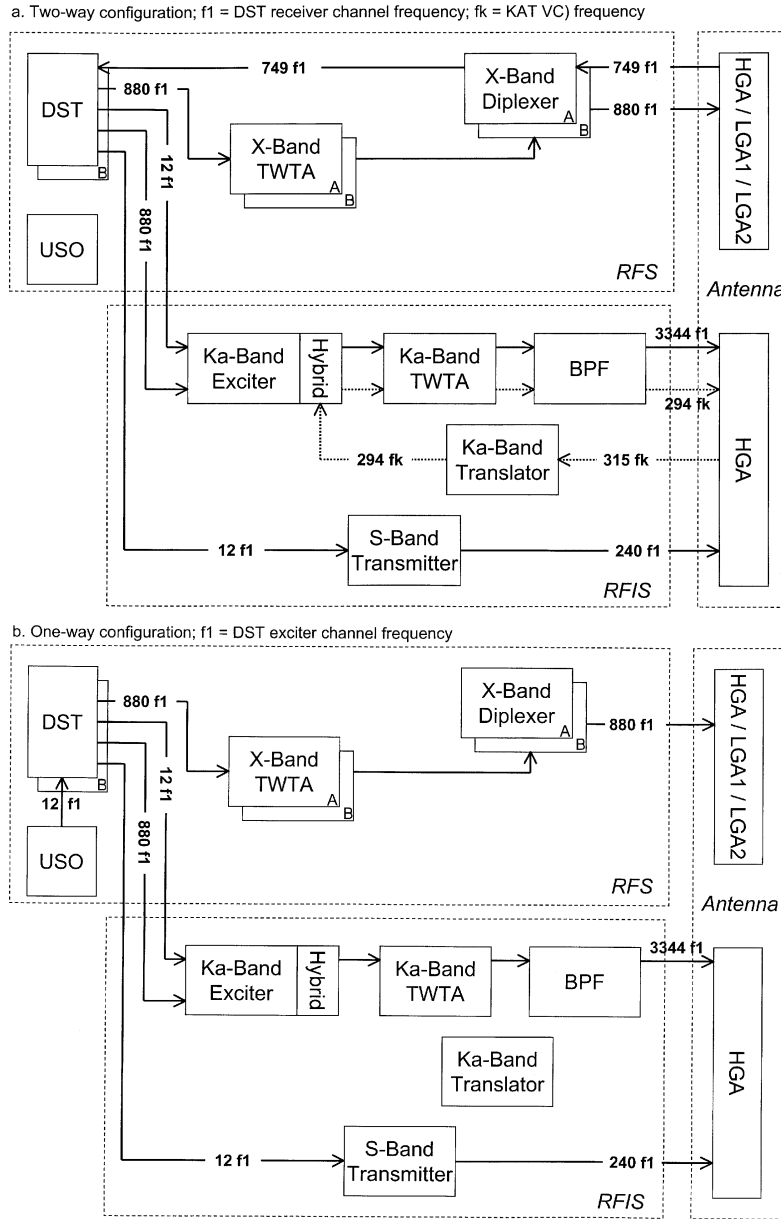 a. Two-way configuration; f1 = DST receiver channel frequency; fk = KAT VC) frequency
749 f1
749 f1
X-Band
Diplexer
A
B
880 f1
880 f1
DST
B
HGA / LGA1 / LGA2
X-Band
TWTA
A
B
12 f1
880 f1
USO
RFS
Antenna
3344 f1
Ka-Band
Exciter
Hybrid
Ka-Band
TWTA
BPF
294 fk
HGA
Ka-Band
Translator
294 fk
315 fk
S-Band
Transmitter
12 f1
240 f1
RFIS
b. One-way configuration; f1 = DST exciter channel frequency
X-Band
Diplexer
A
B
880 f1
880 f1
DST
B
HGA / LGA1 / LGA2
X-Band
TWTA
A
B
12 f1
12 f1
880 f1
USO
RFS
Antenna
3344 f1
Ka-Band
Exciter
Hybrid
Ka-Band
TWTA
BPF
HGA
Ka-Band
Translator
S-Band
Transmitter
12 f1
240 f1
RFIS